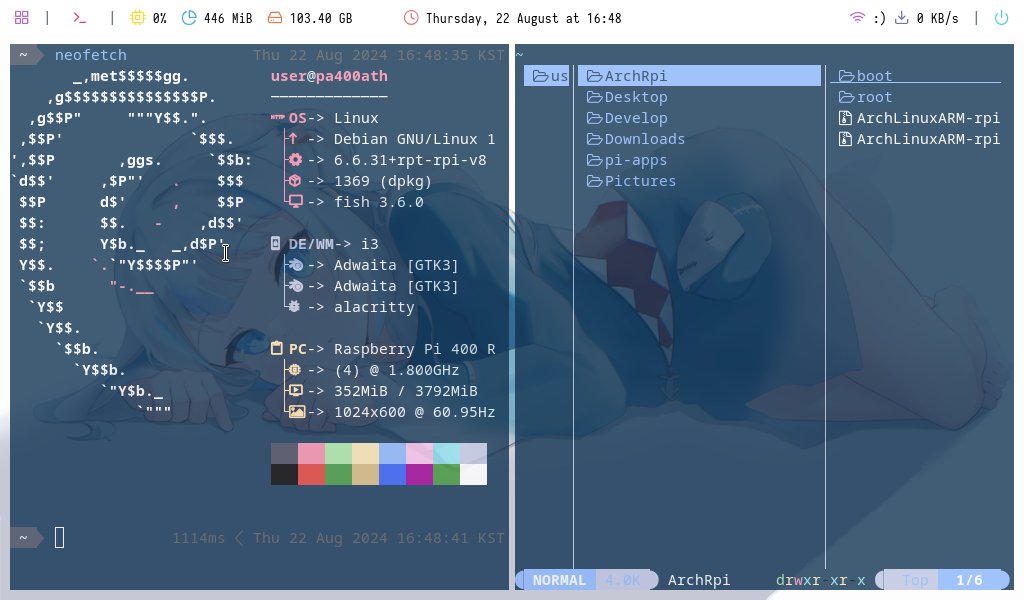 0% 446 MiB 103.40 GB Thursday, 22 August at 16:48 :) 0 KB/s
~ neofetch Thu 22 Aug 2024 16:48:35 KST
_,met$$$$$gg.
,g$$$$$$$$$$$$$$$P.
,g$$P" """Y$$.".
,$$P' `$$$.
',$$P ,ggs. `$$b:
`d$$' ,$P"' . $$$
$$P d$' , $$P
$$: $$. - ,d$$'
$$; Y$b._ _,d$P'
Y$$. `.`"Y$$$$P"'
`$$b "-.__
`Y$$
`Y$$.
`$$b.
`Y$$b.
`"Y$b._
`"""
user@pa400ath
OS-> Linux
-> Debian GNU/Linux 1
-> 6.6.31+rpt-rpi-v8
-> 1369 (dpkg)
-> fish 3.6.0
DE/WM-> i3
-> Adwaita [GTK3]
-> Adwaita [GTK3]
-> alacritty
PC-> Raspberry Pi 400 R
-> (4) @ 1.800GHz
-> 352MiB / 3792MiB
-> 1024x600 @ 60.95Hz
~ 1114ms < Thu 22 Aug 2024 16:48:41 KST
~
us
ArchRpi
Desktop
Develop
Downloads
pi-apps
Pictures
boot
root
ArchLinuxARM-rpi
ArchLinuxARM-rpi
NORMAL 4.0K ArchRpi drwxr-xr-x Top 1/6